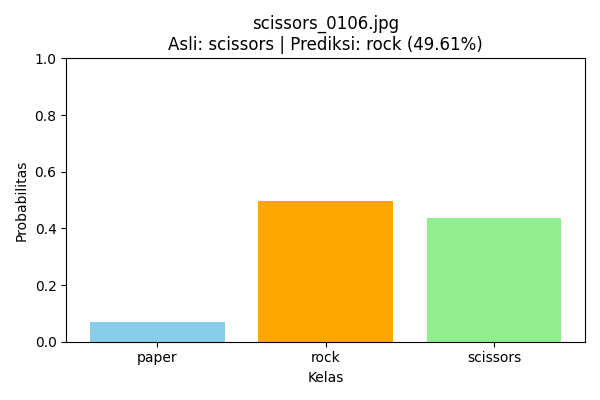 scissors_0106.jpg
Asli: scissors | Prediksi: rock (49.61%)
1.0
0.8
0.6
0.4
0.2
0.0
Probabilitas
paper
rock
scissors
Kelas